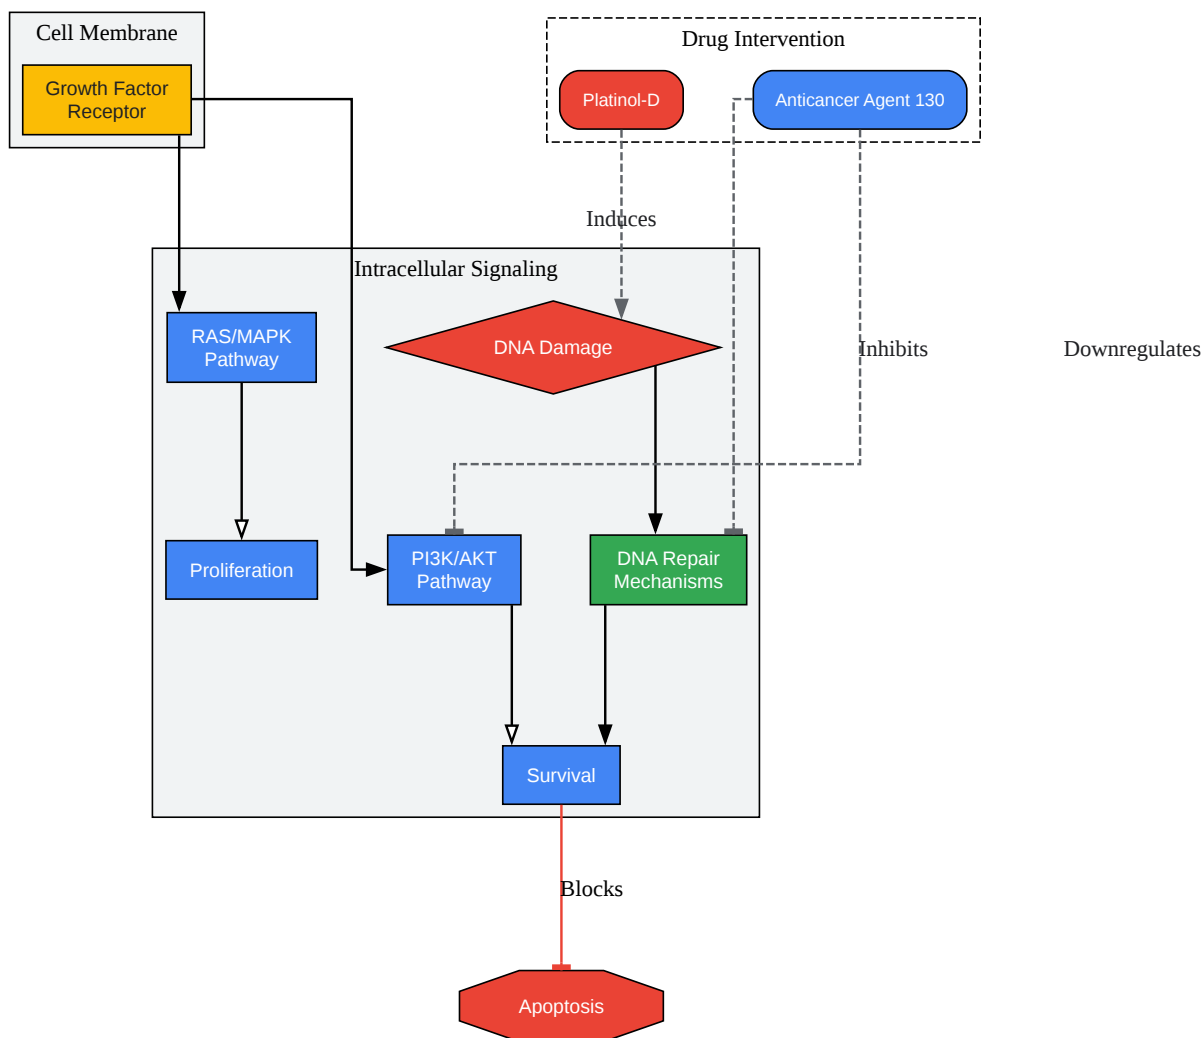 Cell Membrane
Growth Factor
Receptor
Drug Intervention
Platinol-D
Anticancer Agent 130
Induces
Intracellular Signaling
RAS/MAPK
Pathway
DNA Damage
Inhibits
Downregulates
Proliferation
PI3K/AKT
Pathway
DNA Repair
Mechanisms
Survival
Blocks
Apoptosis